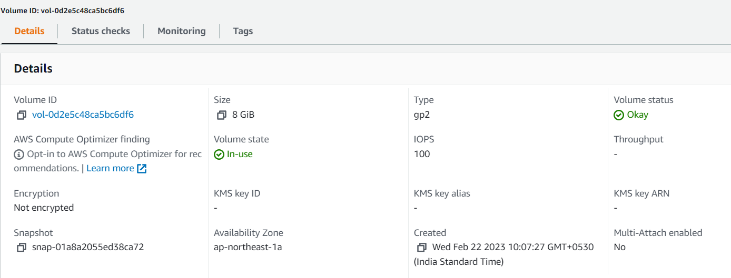 Volume ID: vol-0d2e5c48ca5bc6df6
Details Status checks Monitoring Tags
Details
Volume ID Size Type Volume status
vol-0d2e5c48ca5bc6df6 8 GiB gp2 Okay
AWS Compute Optimizer finding Volume state IOPS Throughput
Opt-in to AWS Compute Optimizer for rec In-use 100 -
ommendations. | Learn more
Encryption KMS key ID KMS key alias KMS key ARN
Not encrypted - - -
Snapshot Availability Zone Created Multi-Attach enabled
snap-01a8a2055ed38ca72 ap-northeast-1a Wed Feb 22 2023 10:07:27 GMT+0530 No
(India Standard Time)